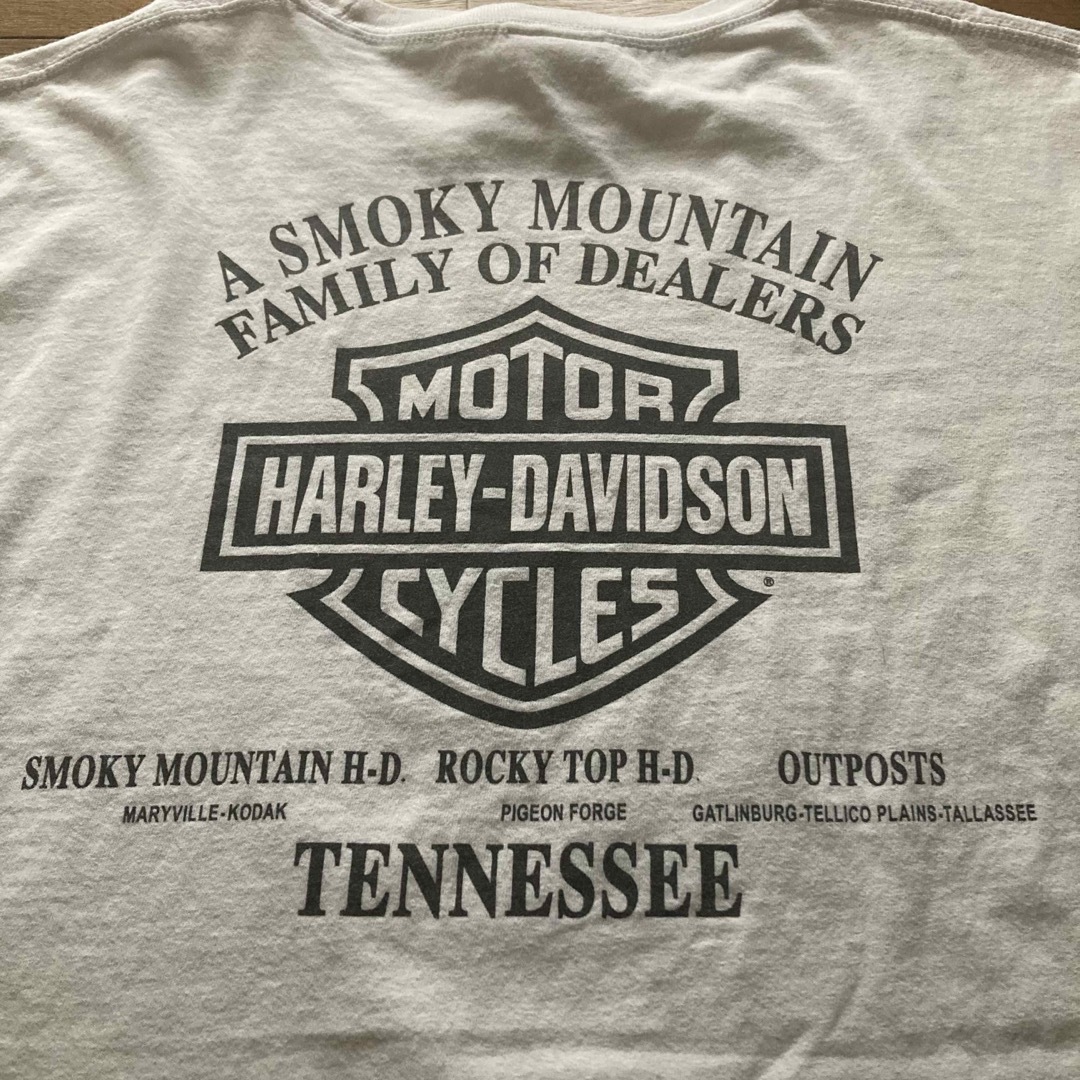 A SMOKY MOUNTAIN
FAMILY OF DEALERS
MOTOR
HARLEY-DAVIDSON
CYCLES
®
SMOKY MOUNTAIN H-D. ROCKY TOP H-D. OUTPOSTS
MARYVILLE-KODAK PIGEON FORGE GATLINBURG-TELLICO PLAINS-TALLASSEE
TENNESSEE